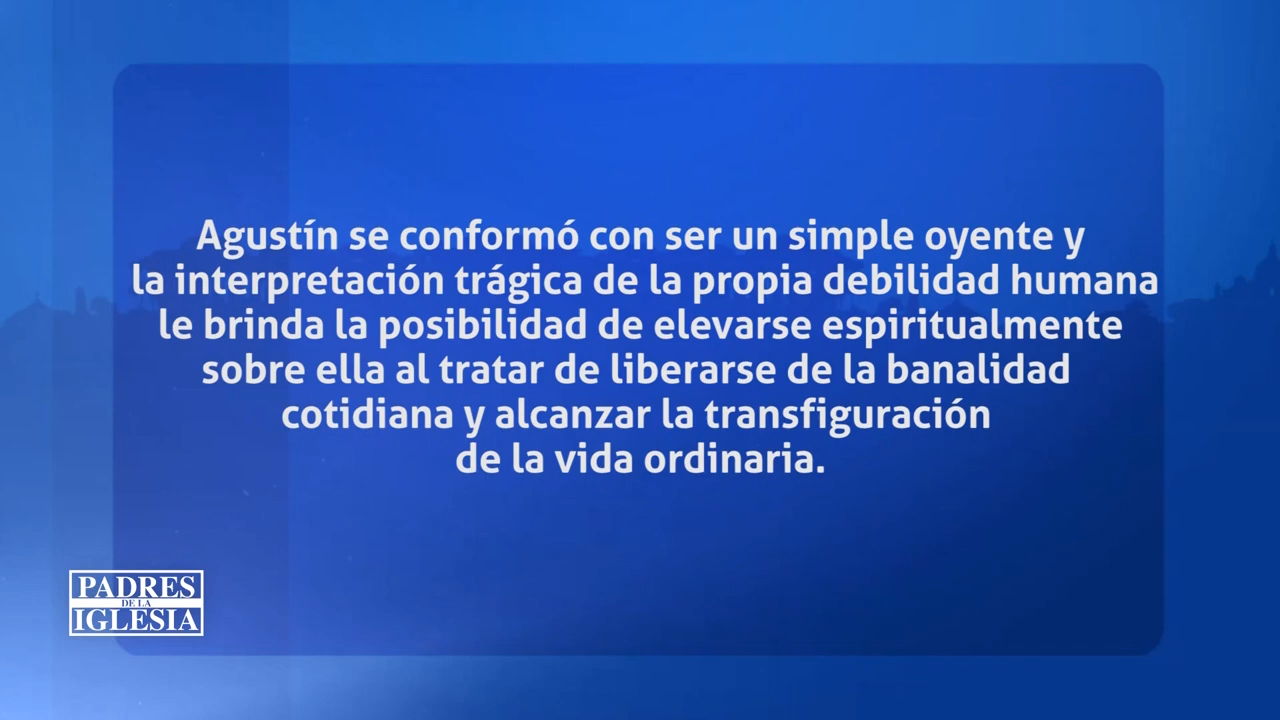 Agustín se conformó con ser un simple oyente y
la interpretación trágica de la propia debilidad humana
le brinda la posibilidad de elevarse espiritualmente
sobre ella al tratar de liberarse de la banalidad
cotidiana y alcanzar la transfiguración
de la vida ordinaria.
PADRES
DE LA
IGLESIA